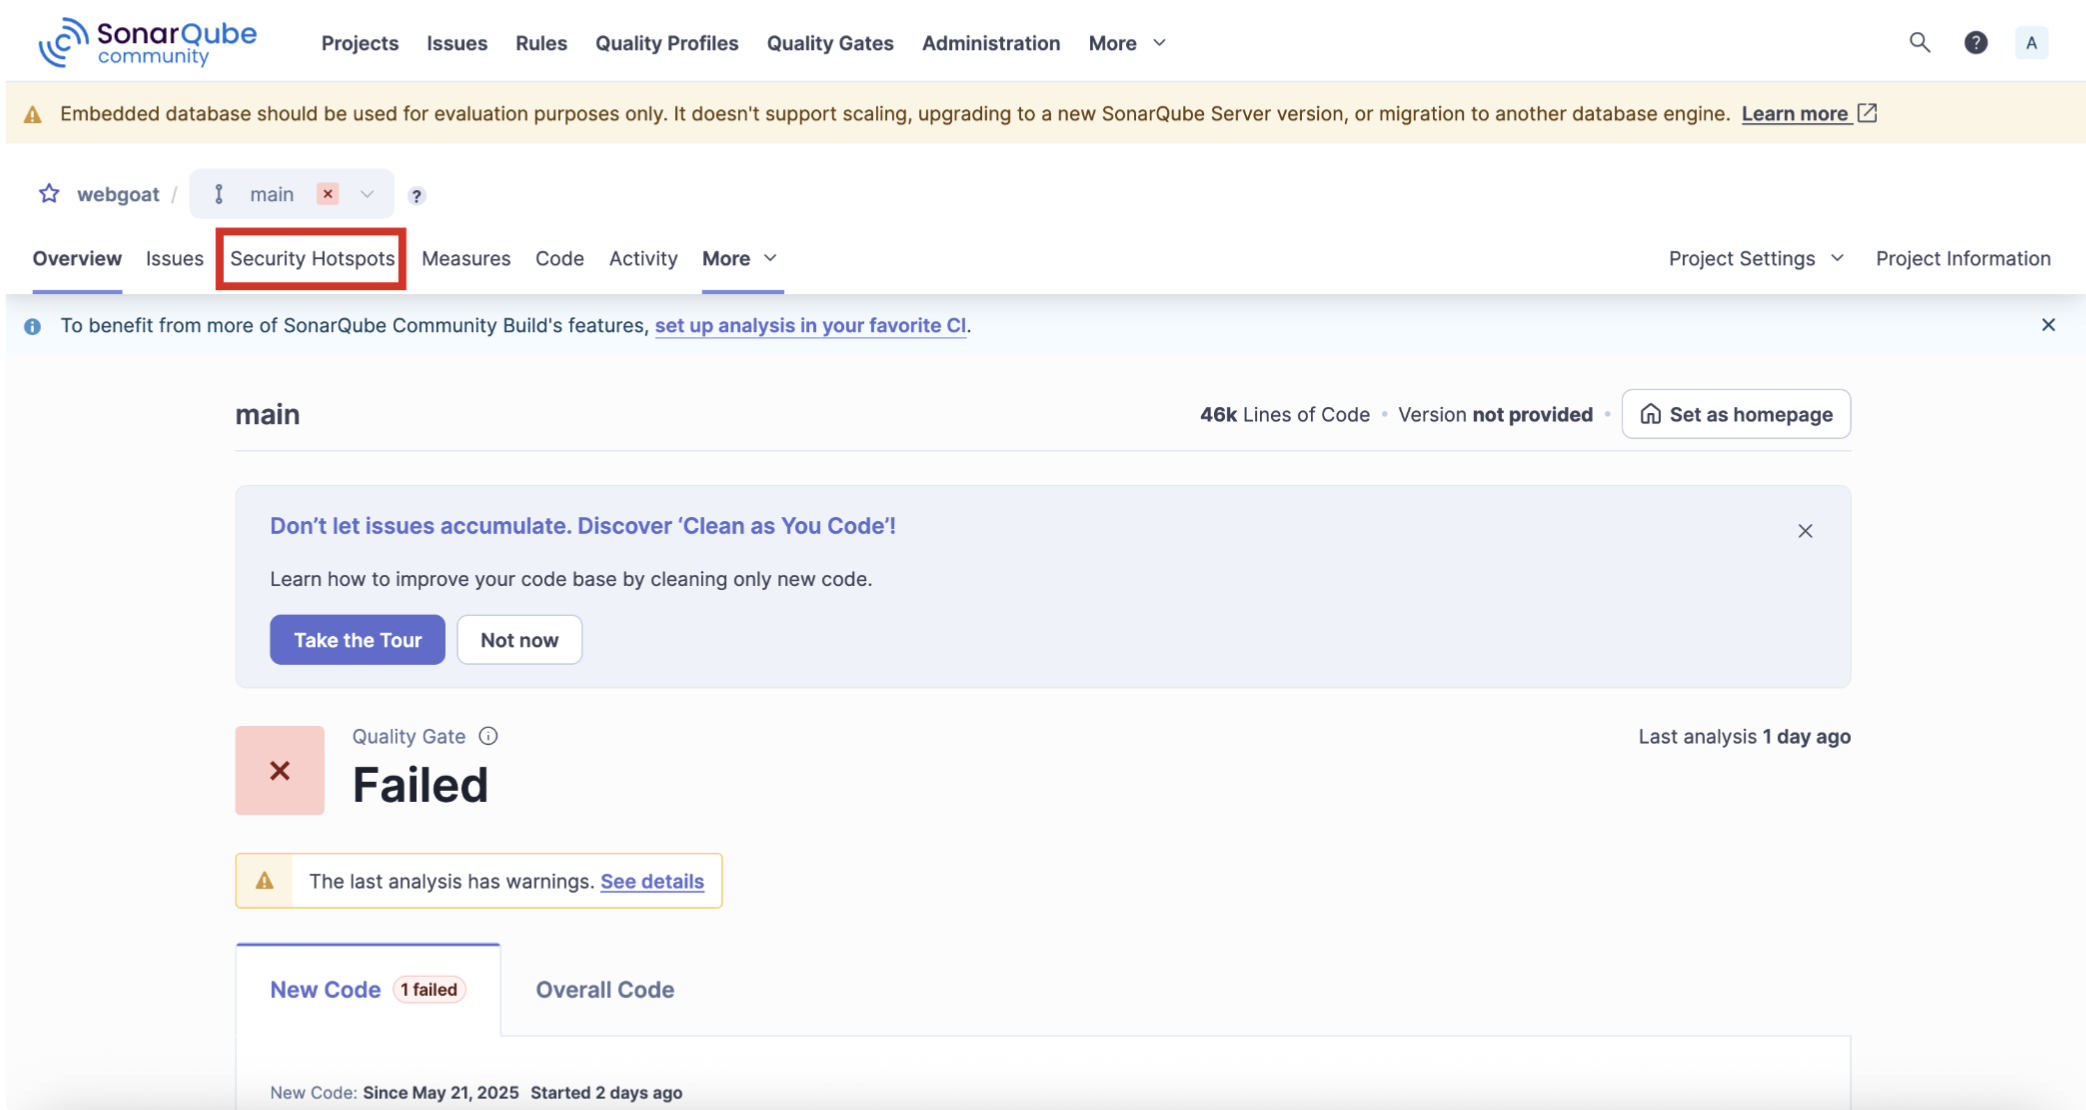 SonarQube
community
Projects Issues Rules Quality Profiles Quality Gates Administration More
? A
Embedded database should be used for evaluation purposes only. It doesn't support scaling, upgrading to a new SonarQube Server version, or migration to another database engine. Learn more
webgoat / main ?
Overview Issues Security Hotspots Measures Code Activity More Project Settings Project Information
To benefit from more of SonarQube Community Build's features, set up analysis in your favorite CI.
main 46k Lines of Code • Version not provided • Set as homepage
Don’t let issues accumulate. Discover ‘Clean as You Code’!
Learn how to improve your code base by cleaning only new code.
Take the Tour Not now
Quality Gate Last analysis 1 day ago
Failed
The last analysis has warnings. See details
New Code 1 failed Overall Code
New Code: Since May 21, 2025 Started 2 days ago